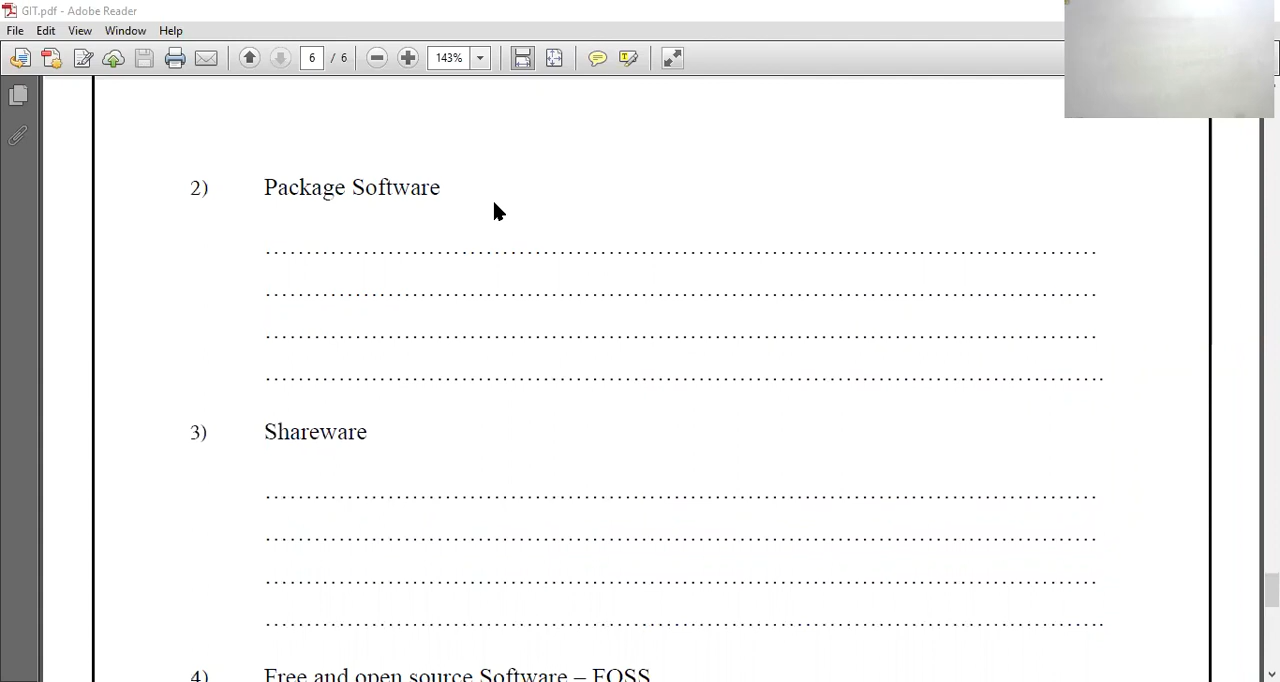 GIT.pdf - Adobe Reader
File Edit View Window Help
6 / 6 143%
2) Package Software
................................................................................
................................................................................
................................................................................
................................................................................
3) Shareware
................................................................................
................................................................................
................................................................................
................................................................................
4) Free and open source Software – FOSS